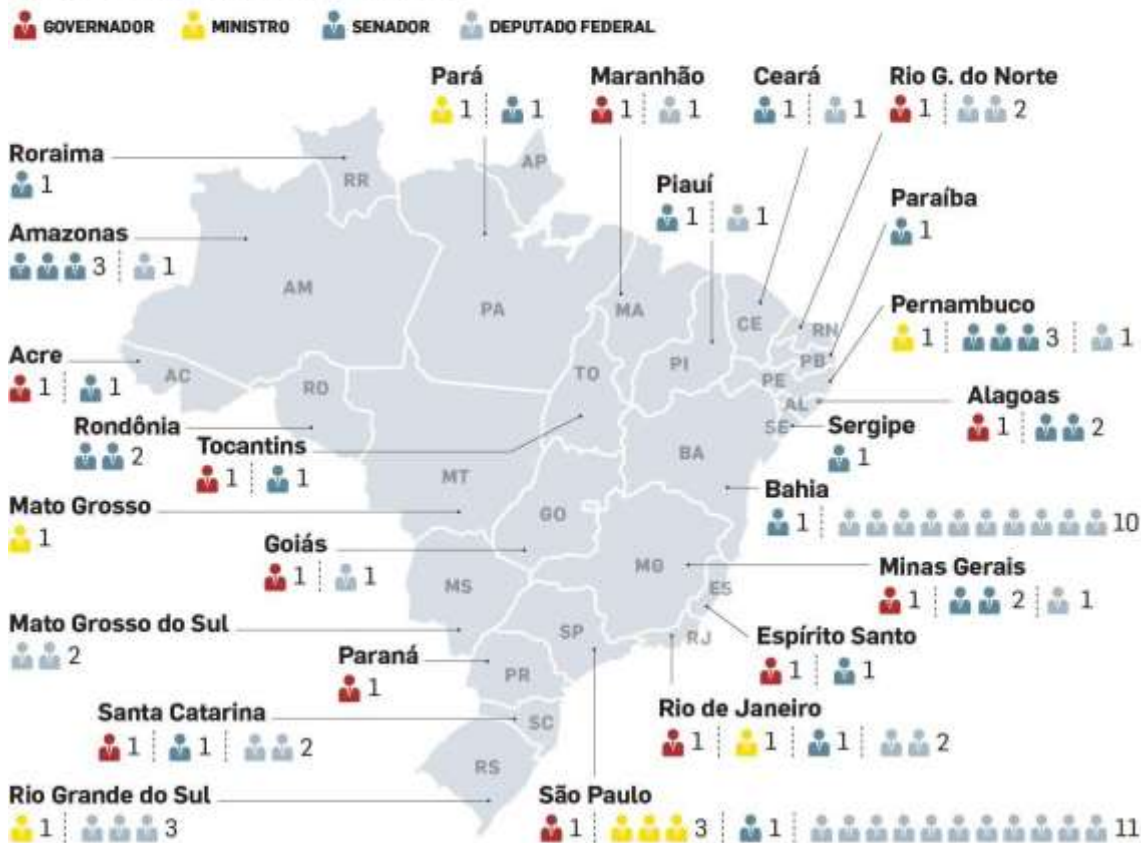 GOVERNADOR MINISTRO SENADOR DEPUTADO FEDERAL
Pará
1 1
Maranhão
1 1
Ceará
1 1
Rio G. do Norte
1 2
Roraima
1
Piauí
1 1
Paraíba
1
Amazonas
3 1
Pernambuco
1 3 1
Acre
1 1
Alagoas
1 2
Rondônia
2
Tocantins
1 1
Sergipe
1
Bahia
1 10
Mato Grosso
1
Goiás
1 1
Minas Gerais
1 2 1
Mato Grosso do Sul
2
Paraná
1
Espírito Santo
1 1
Santa Catarina
1 1 2
Rio de Janeiro
1 1 1 2
Rio Grande do Sul
1 3
São Paulo
1 3 1 11
RR
AP
AM
PA
MA
CE
RN
PB
PI
PE
AL
SE
TO
AC
RO
BA
MT
GO
MG
ES
MS
SP
RJ
PR
SC
RS